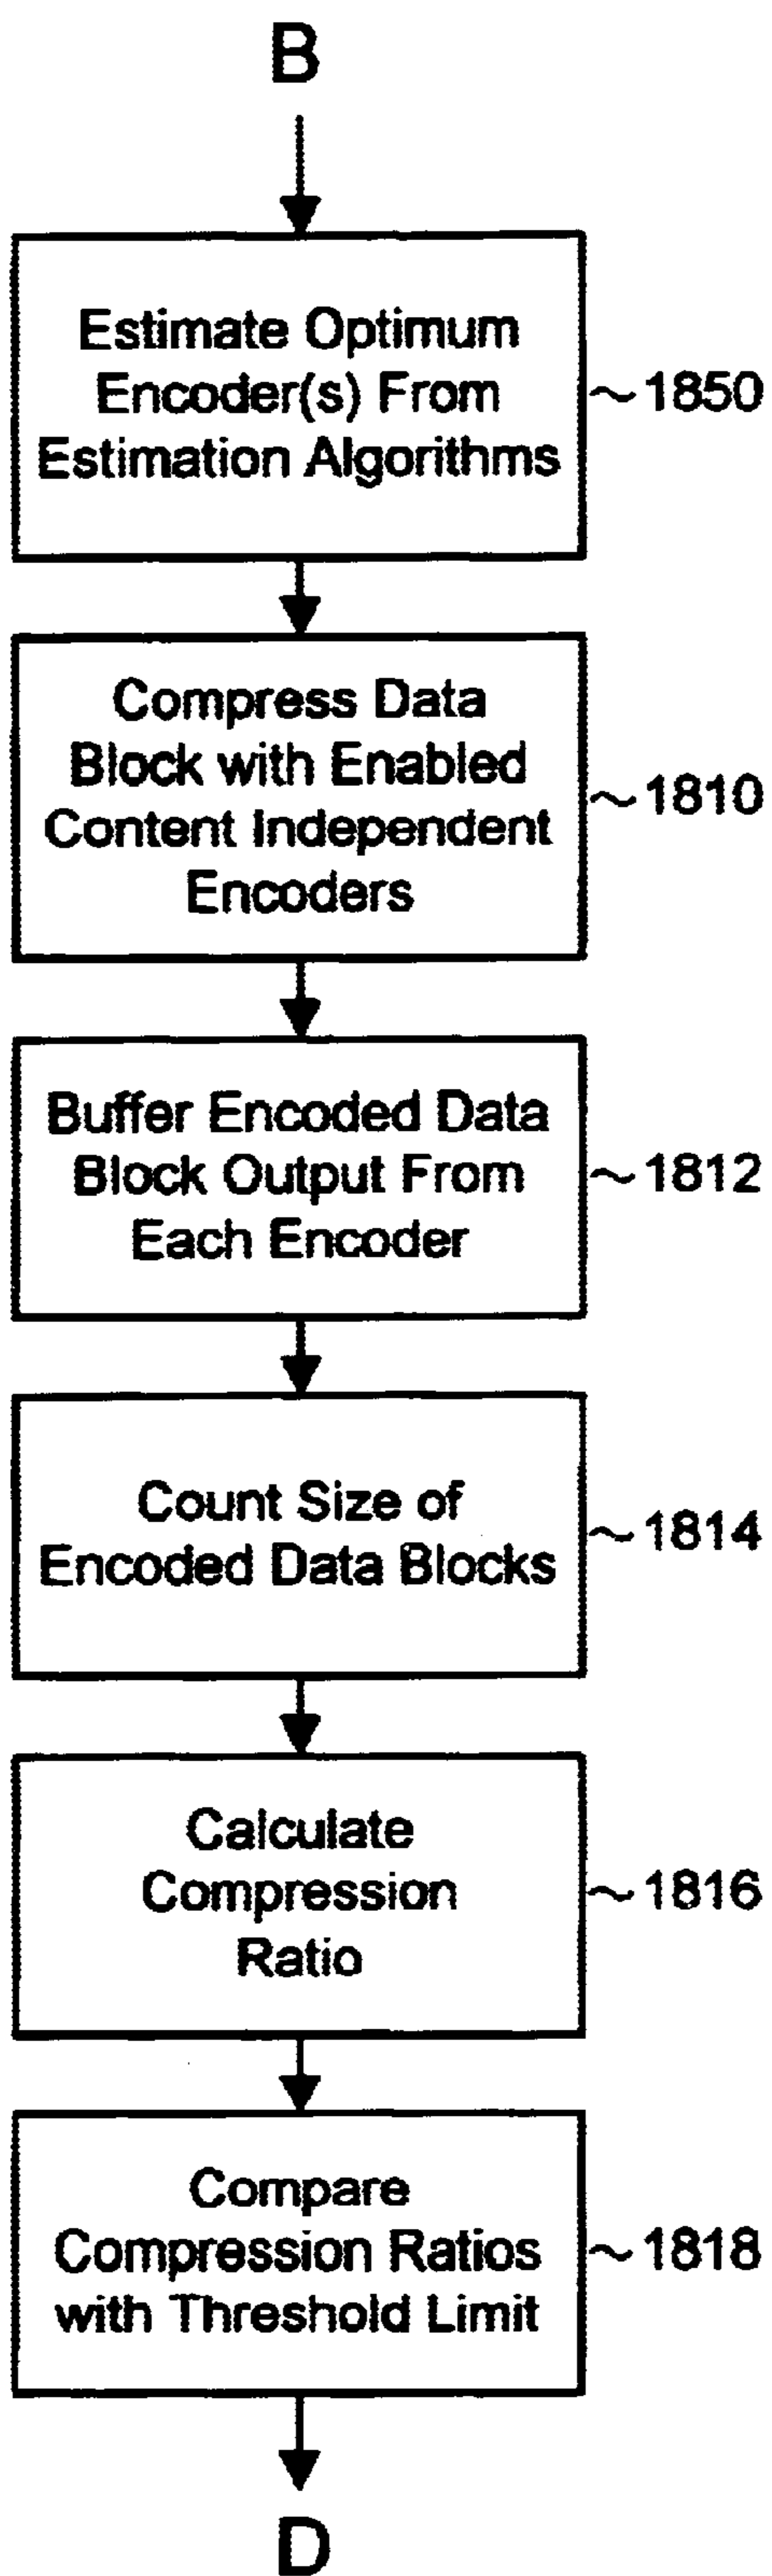 B
Estimate Optimum
Encoder(s) From
Estimation Algorithms
~1850
Compress Data
Block with Enabled
Content Independent
Encoders
~1810
Buffer Encoded Data
Block Output From
Each Encoder
~1812
Count Size of
Encoded Data Blocks
~1814
Calculate
Compression
Ratio
~1816
Compare
Compression Ratios
with Threshold Limit
~1818
D